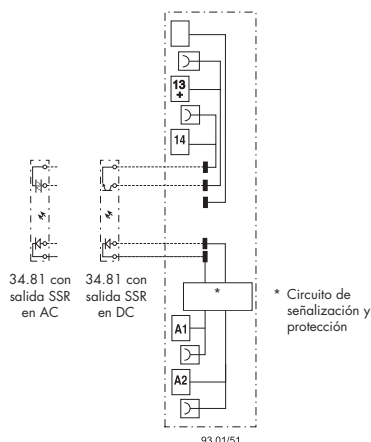 13
+
14
34.81 con
salida SSR
en AC
34.81 con
salida SSR
en DC
*
* Circuito de
señalización y
protección
A1
A2
93.01/51